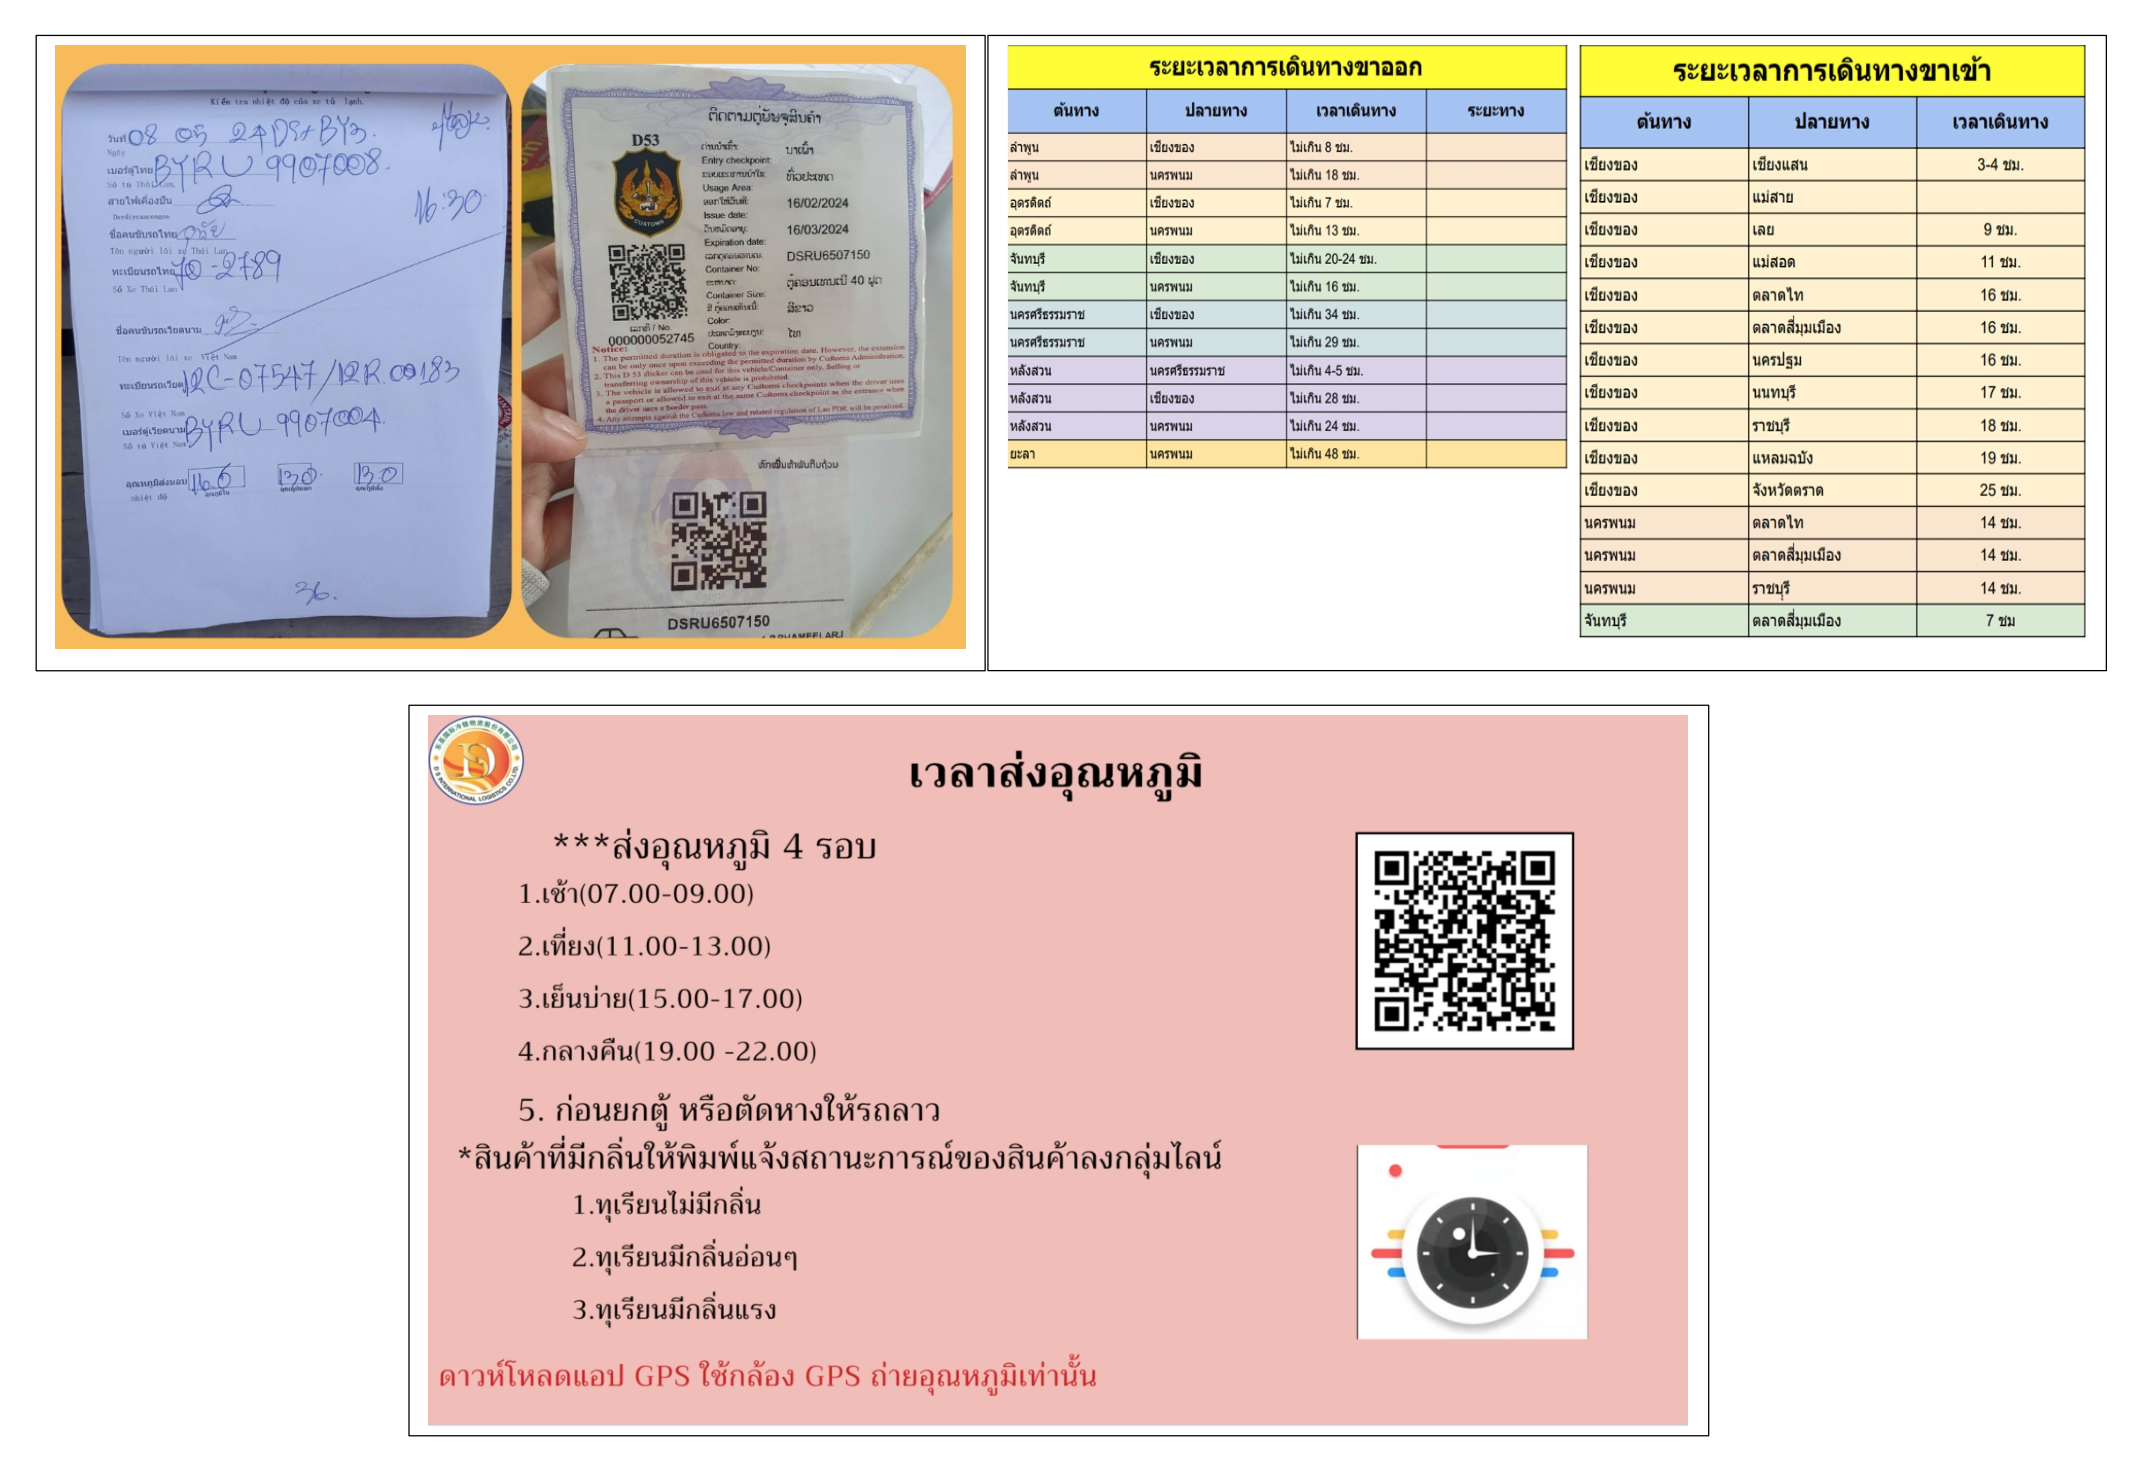 Kiểm tra nhiệt độ của xe tủ lạnh.
วันที่ 08 05 24 DS+BY3.
Ngày
เบอร์ตู้ไทย BYRU 9907008.
Số tủ Thái Lan.
16:30
สายไฟเคื่องปั่น
ชื่อคนขับรถไทย
Tên người lái xe Thái Lan
ทะเบียนรถไทย 70-2789
Số Xe Thái Lan
ชื่อคนขับรถเวียดนาม
Tên người lái xe Việt Nam
ทะเบียนรถเวียด 12C-07547/12R.00183
Số Xe Việt Nam
เบอร์ตู้เวียดนาม BYRU 9907004.
Số tủ Việt Nam
อุณหภูมิส่งมอบ 16.6 13.0 13.0
nhiệt độ
36.
ຕິດຕາມຕູ້ບັນຈຸສິນຄ້າ
D53
CUSTOMS
Entry checkpoint: ນາເພົ້າ
Usage Area: ທົ່ວປະເທດ
Issue date: 16/02/2024
Expiration date: 16/03/2024
Container No: DSRU6507150
Container Size: ຕູ້ຄອນເທນເນີ 40 ຟຸດ
Color: ສີຂາວ
Country: ໄທ
ເລກທີ / No.
000000052745
Notice:
1. The permitted duration is obligated to the expiration date. However, the extension
can be only once upon exceeding the permitted duration by Customs Administration.
2. This D 53 sticker can be used for this vehicle/Container only. Selling or
transferring ownership of this vehicle is prohibited.
3. The vehicle is allowed to exit at any Customs checkpoints when the driver uses
a passport or allowed to exit at the same Customs checkpoint as the entrance when
the driver uses a border pass.
4. Any attempts against the Customs law and related regulation of Lao PDR will be penalized.
DSRU6507150
ระยะเวลาการเดินทางขาออก
ต้นทาง ปลายทาง เวลาเดินทาง ระยะทาง
ลำพูน เชียงของ ไม่เกิน 8 ชม.
ลำพูน นครพนม ไม่เกิน 18 ชม.
อุตรดิตถ์ เชียงของ ไม่เกิน 7 ชม.
อุตรดิตถ์ นครพนม ไม่เกิน 13 ชม.
จันทบุรี เชียงของ ไม่เกิน 20-24 ชม.
จันทบุรี นครพนม ไม่เกิน 16 ชม.
นครศรีธรรมราช เชียงของ ไม่เกิน 34 ชม.
นครศรีธรรมราช นครพนม ไม่เกิน 29 ชม.
หลังสวน นครศรีธรรมราช ไม่เกิน 4-5 ชม.
หลังสวน เชียงของ ไม่เกิน 28 ชม.
หลังสวน นครพนม ไม่เกิน 24 ชม.
ยะลา นครพนม ไม่เกิน 48 ชม.
ระยะเวลาการเดินทางขาเข้า
ต้นทาง ปลายทาง เวลาเดินทาง
เชียงของ เชียงแสน 3-4 ชม.
เชียงของ แม่สาย
เชียงของ เลย 9 ชม.
เชียงของ แม่สอด 11 ชม.
เชียงของ ตลาดไท 16 ชม.
เชียงของ ตลาดสี่มุมเมือง 16 ชม.
เชียงของ นครปฐม 16 ชม.
เชียงของ นนทบุรี 17 ชม.
เชียงของ ราชบุรี 18 ชม.
เชียงของ แหลมฉบัง 19 ชม.
เชียงของ จังหวัดตราด 25 ชม.
นครพนม ตลาดไท 14 ชม.
นครพนม ตลาดสี่มุมเมือง 14 ชม.
นครพนม ราชบุรี 14 ชม.
จันทบุรี ตลาดสี่มุมเมือง 7 ชม
D S INTERNATIONAL LOGISTICS CO.,LTD.
เวลาส่งอุณหภูมิ
***ส่งอุณหภูมิ 4 รอบ
1.เช้า(07.00-09.00)
2.เที่ยง(11.00-13.00)
3.เย็นบ่าย(15.00-17.00)
4.กลางคืน(19.00 -22.00)
5. ก่อนยกตู้ หรือตัดหางให้รถลาว
*สินค้าที่มีกลิ่นให้พิมพ์แจ้งสถานะการณ์ของสินค้าลงกลุ่มไลน์
1.ทุเรียนไม่มีกลิ่น
2.ทุเรียนมีกลิ่นอ่อนๆ
3.ทุเรียนมีกลิ่นแรง
ดาวห์โหลดแอป GPS ใช้กล้อง GPS ถ่ายอุณหภูมิเท่านั้น